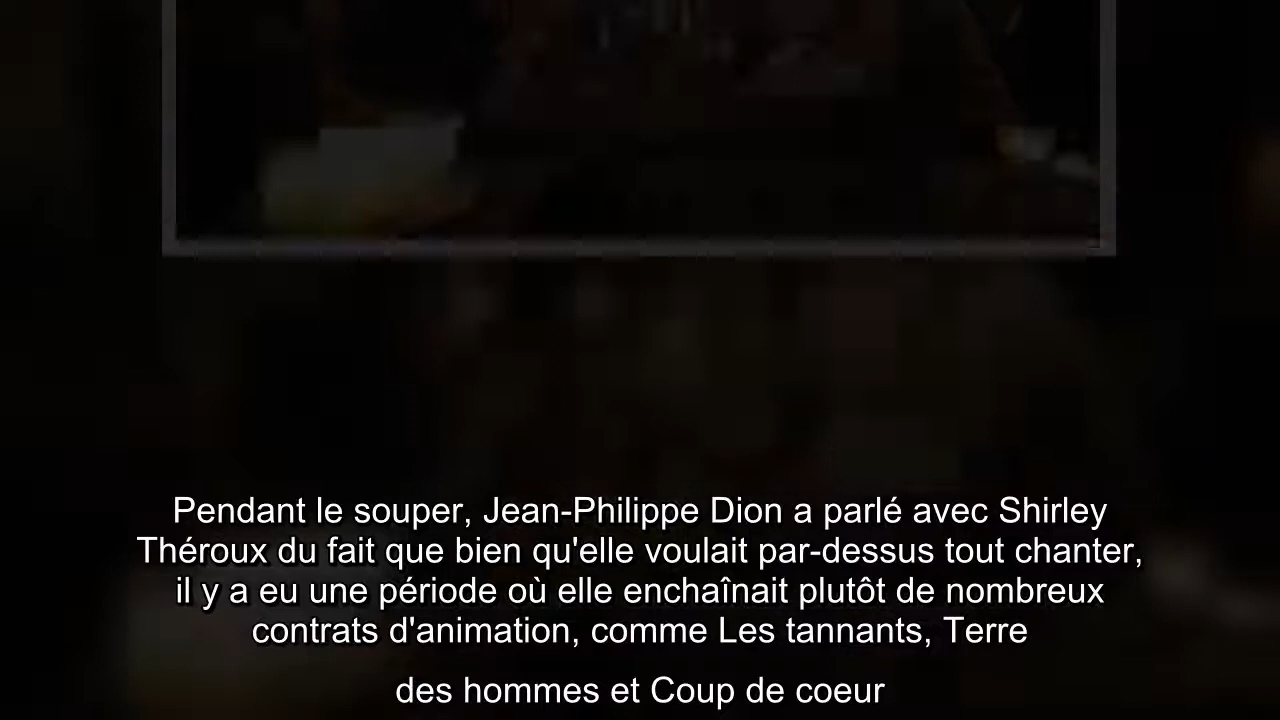 Pendant le souper, Jean-Philippe Dion a parlé avec Shirley
Théroux du fait que bien qu'elle voulait par-dessus tout chanter,
il y a eu une période où elle enchaînait plutôt de nombreux
contrats d'animation, comme Les tannants, Terre
des hommes et Coup de coeur